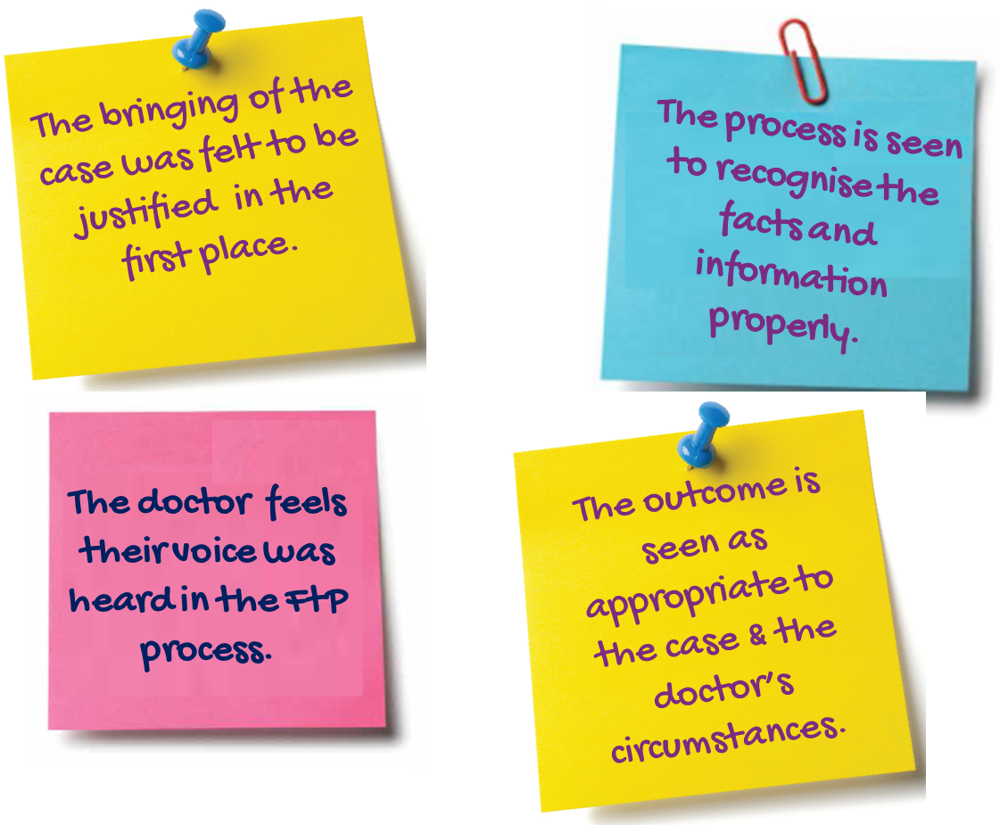 The bringing of the
case was felt to be
justified in the
first place.
The process is seen
to recognise the
facts and
information
properly.
The doctor feels
their voice was
heard in the FtP
process.
The outcome is
seen as
appropriate to
the case & the
doctor's
circumstances.